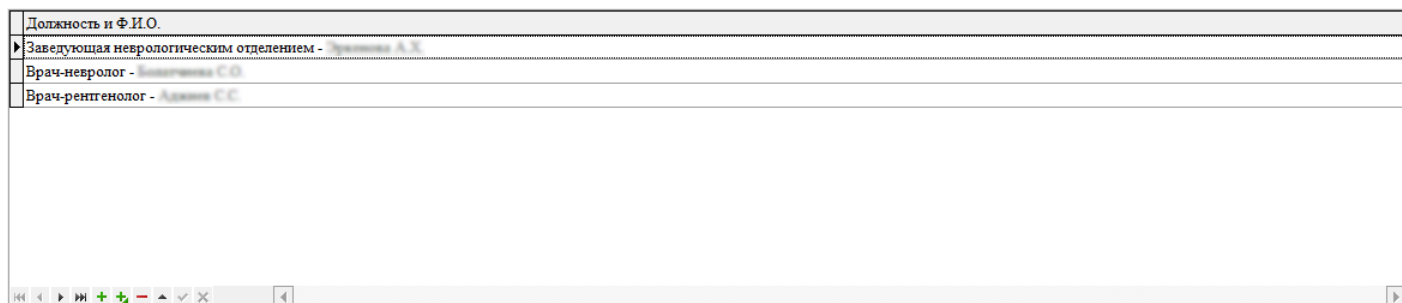 Должность и Ф.И.О.
Заведующая неврологическим отделением -
Врач-невролог -
Врач-рентгенолог -